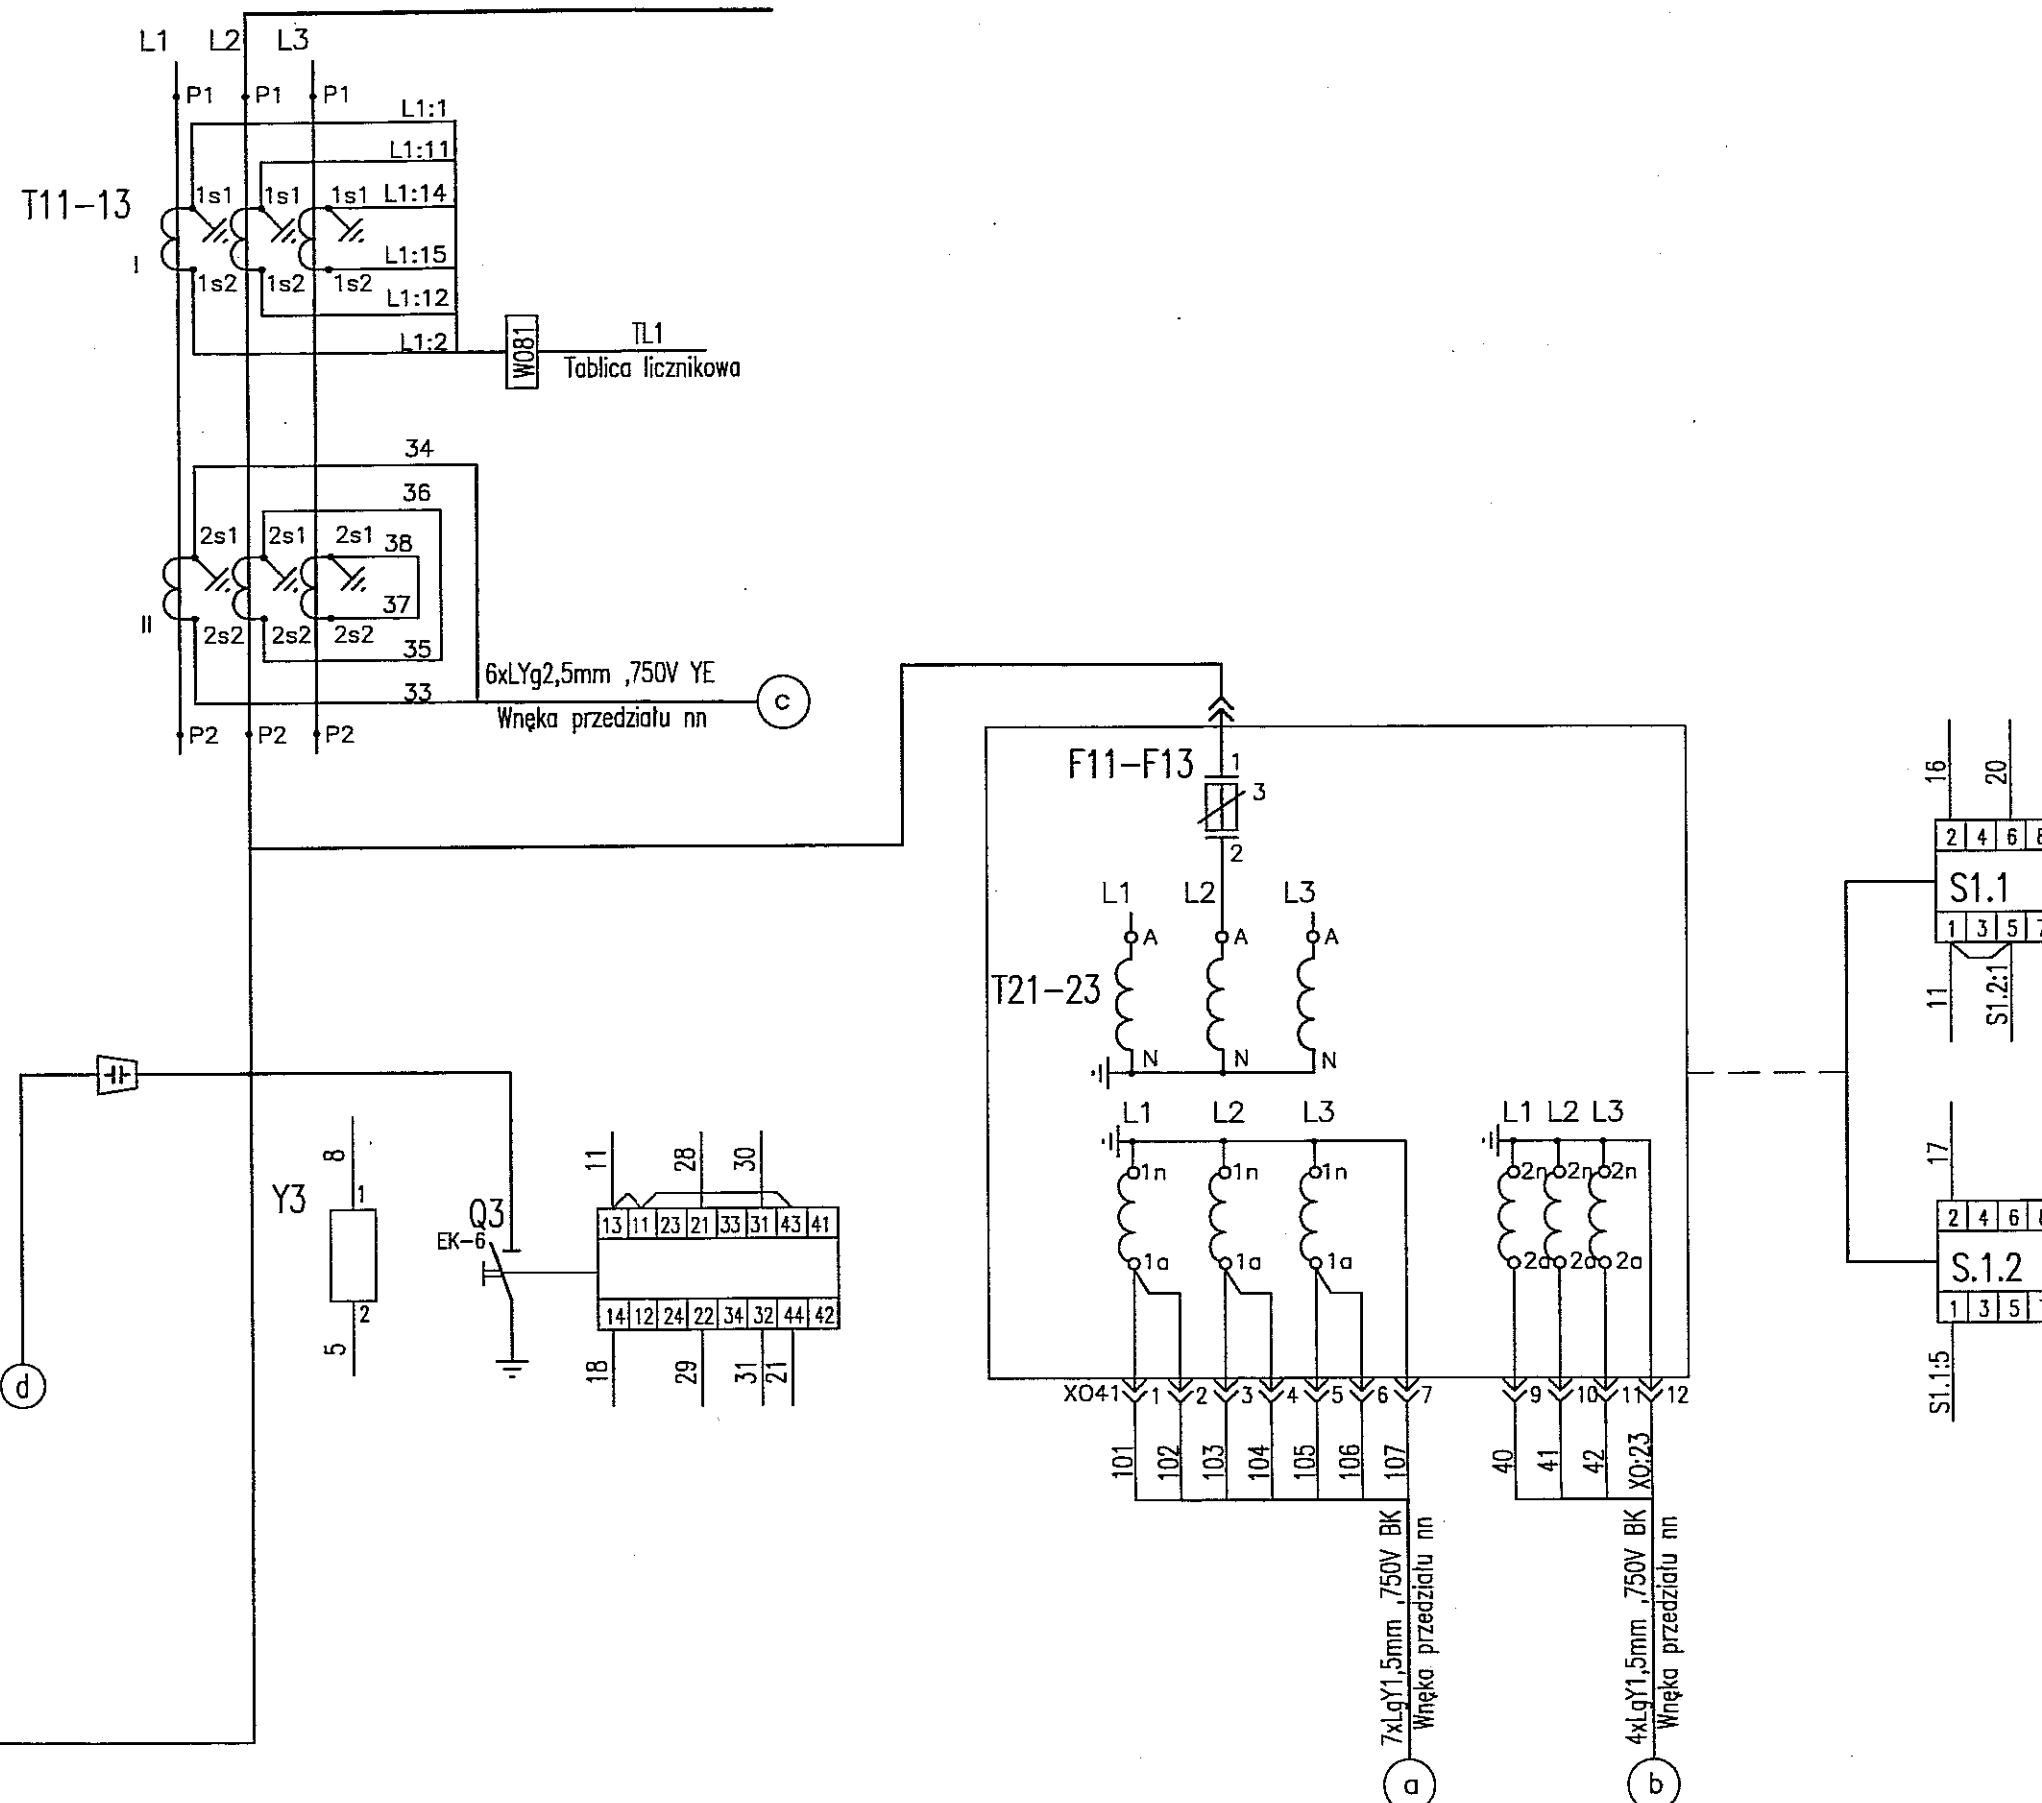 L1 L2 L3
P1 P1 P1
L1:1
L1:11
T11-13
1s1 1s1 1s1 L1:14
I
L1:15
1s2 1s2 1s2
L1:12
L1:2
W081
TL1
Tablica licznikowa
34
36
2s1 2s1 2s1 38
37
II
2s2 2s2 2s2
35
33
6xLYg2,5mm ,750V YE
Wnęka przedziału nn
c
P2 P2 P2
F11-F13
1
3
2
L1 L2 L3
A A A
T21-23
N N N
L1 L2 L3
1n 1n 1n
1a 1a 1a
L1 L2 L3
2n 2n 2n
2a 2a 2a
X041 1 2 3 4 5 6 7 9 10 11 12
101 102 103 104 105 106 107
40 41 42 X0:23
7xLgY1,5mm ,750V BK
Wnęka przedziału nn
4xLgY1,5mm ,750V BK
Wnęka przedziału nn
a
b
16 20
2 4 6 8
S1.1
1 3 5 7
11 S1.2:1
17
2 4 6 8
S.1.2
1 3 5
S1.1:5
d
8
Y3
1
2
5
Q3
EK-6
11 28 30
13 11 23 21 33 31 43 41
14 12 24 22 34 32 44 42
18 29 31 21